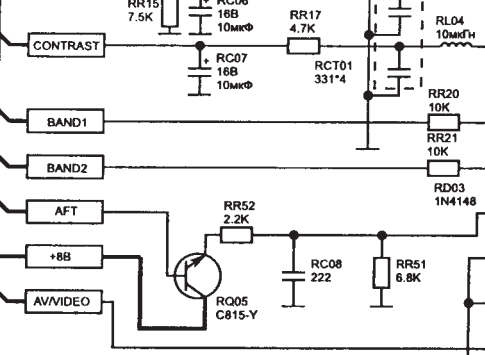 RR15
7.5K
RC06
16В
10мкФ
RR17
4.7K
RL04
10мкГн
CONTRAST
RC07
16В
10мкФ
RCT01
331*4
RR20
10K
BAND1
RR21
10K
BAND2
RD03
1N4148
AFT
RR52
2.2K
+8В
RC08
222
RR51
6.8K
AV/VIDEO
RQ05
C815-Y